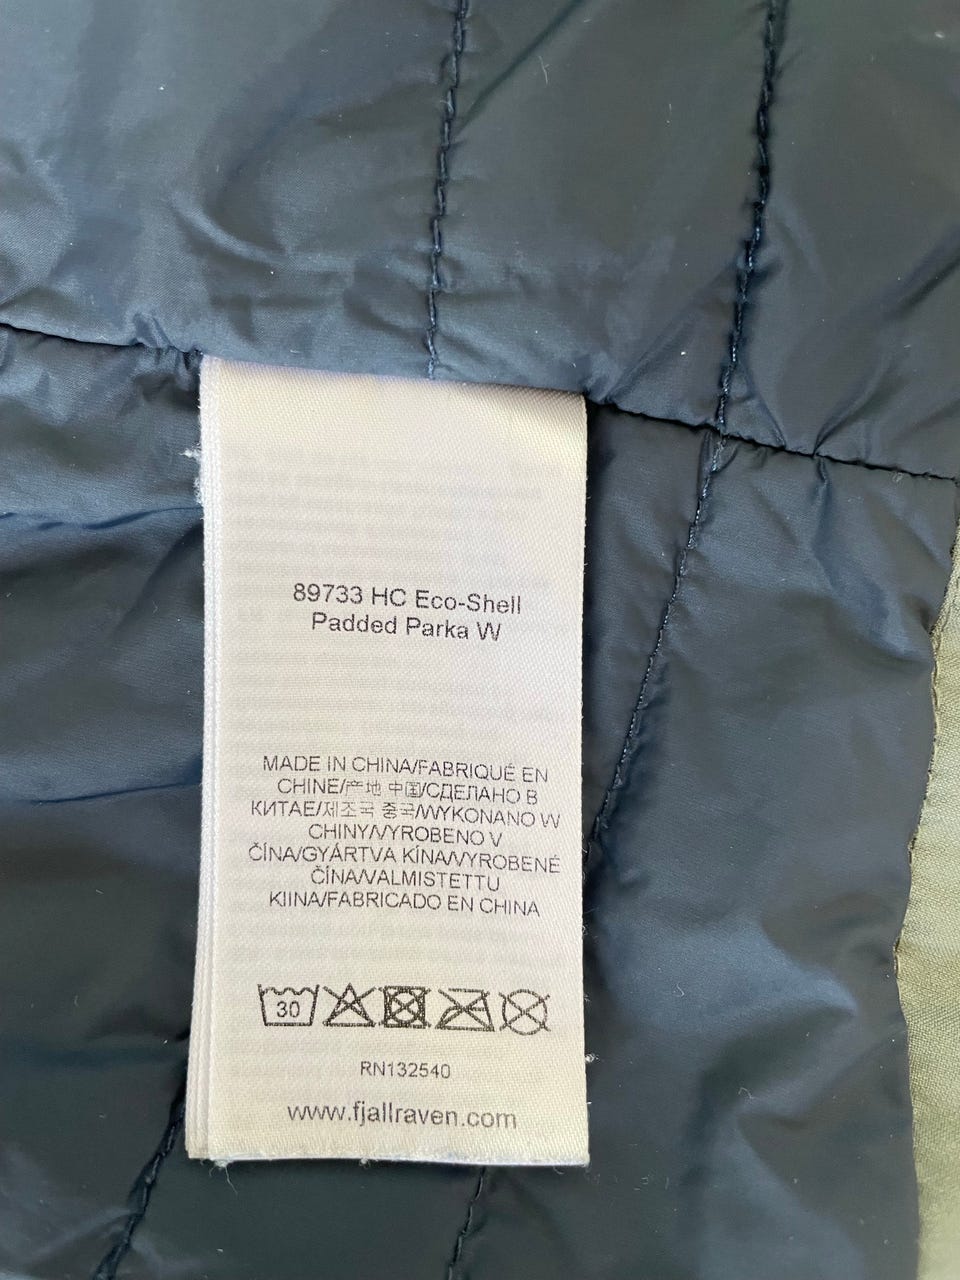 89733 HC Eco-Shell
Padded Parka W
MADE IN CHINA/FABRIQUÉ EN
CHINE/产地 中国/СДЕЛАНО В
КИТАЕ/제조국 중국/WYKONANO W
CHINY/VYROBENO V
ČÍNA/GYÁRTVA KÍNA/VYROBENÉ
ČÍNA/VALMISTETTU
KIINA/FABRICADO EN CHINA
30
RN132540
www.fjallraven.com